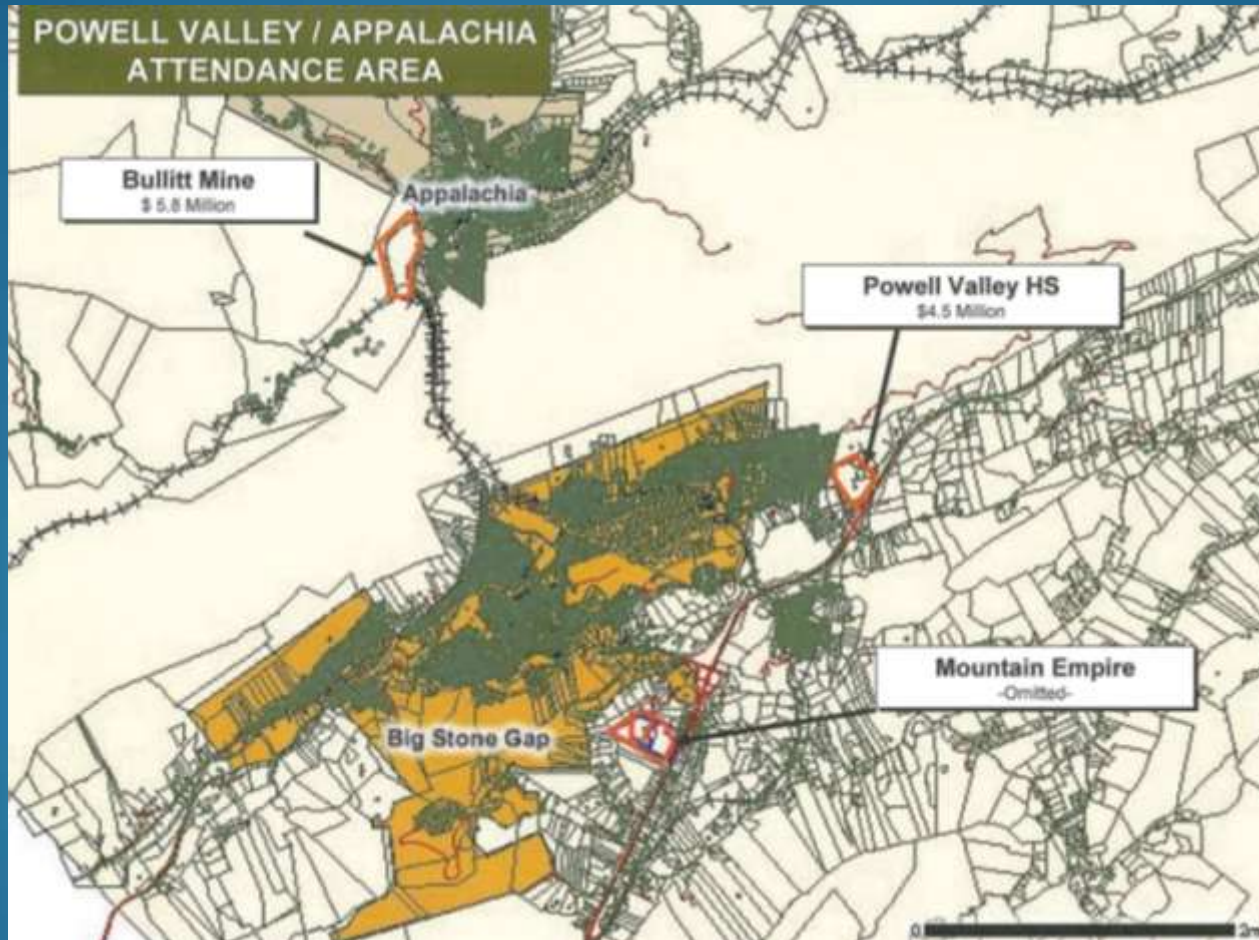 POWELL VALLEY / APPALACHIA
ATTENDANCE AREA
Bullitt Mine
$ 5.8 Million
Appalachia
Powell Valley HS
$4.5 Million
Mountain Empire
-Omitted-
Big Stone Gap
0